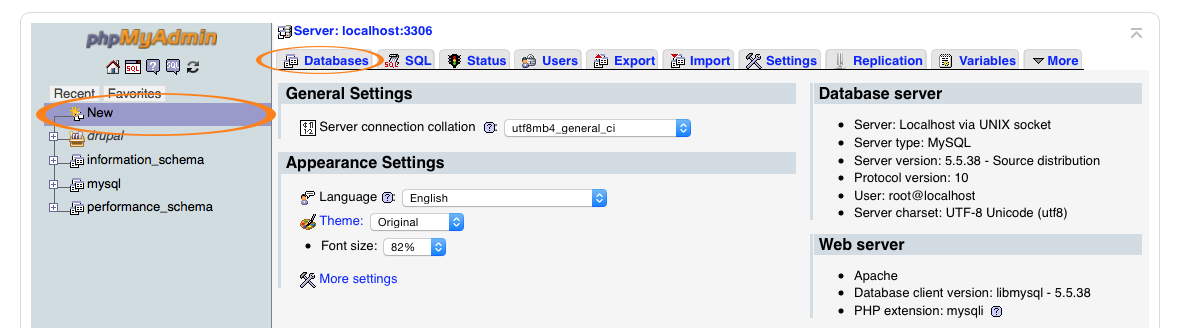 phpMyAdmin
SQL
SQL
Recent Favorites
New
drupal
information_schema
mysql
performance_schema
Server: localhost:3306
Databases SQL SQL Status Users Export Import Settings Replication Variables More
General Settings
Server connection collation ?: utf8mb4_general_ci
Appearance Settings
Language ?: English
Theme: Original
• Font size: 82%
More settings
Database server
• Server: Localhost via UNIX socket
• Server type: MySQL
• Server version: 5.5.38 - Source distribution
• Protocol version: 10
• User: root@localhost
• Server charset: UTF-8 Unicode (utf8)
Web server
• Apache
• Database client version: libmysql - 5.5.38
• PHP extension: mysqli ?